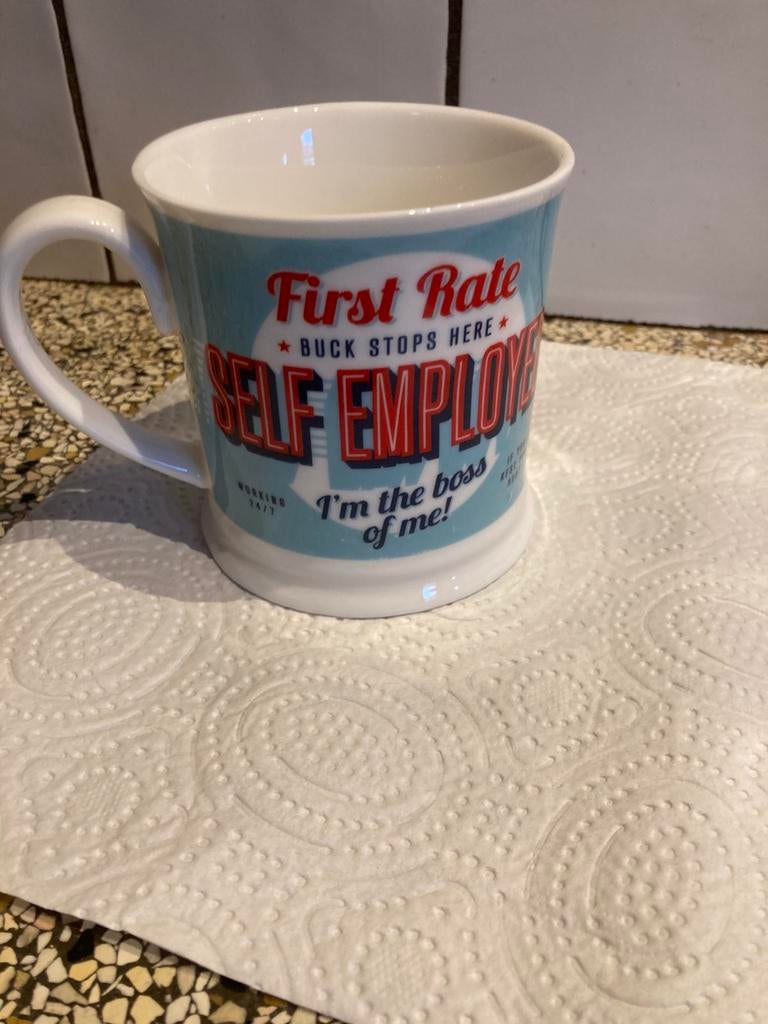 First Rate
BUCK STOPS HERE
SELF EMPLOYE
I'm the boss
of me!
WORKING
24/7